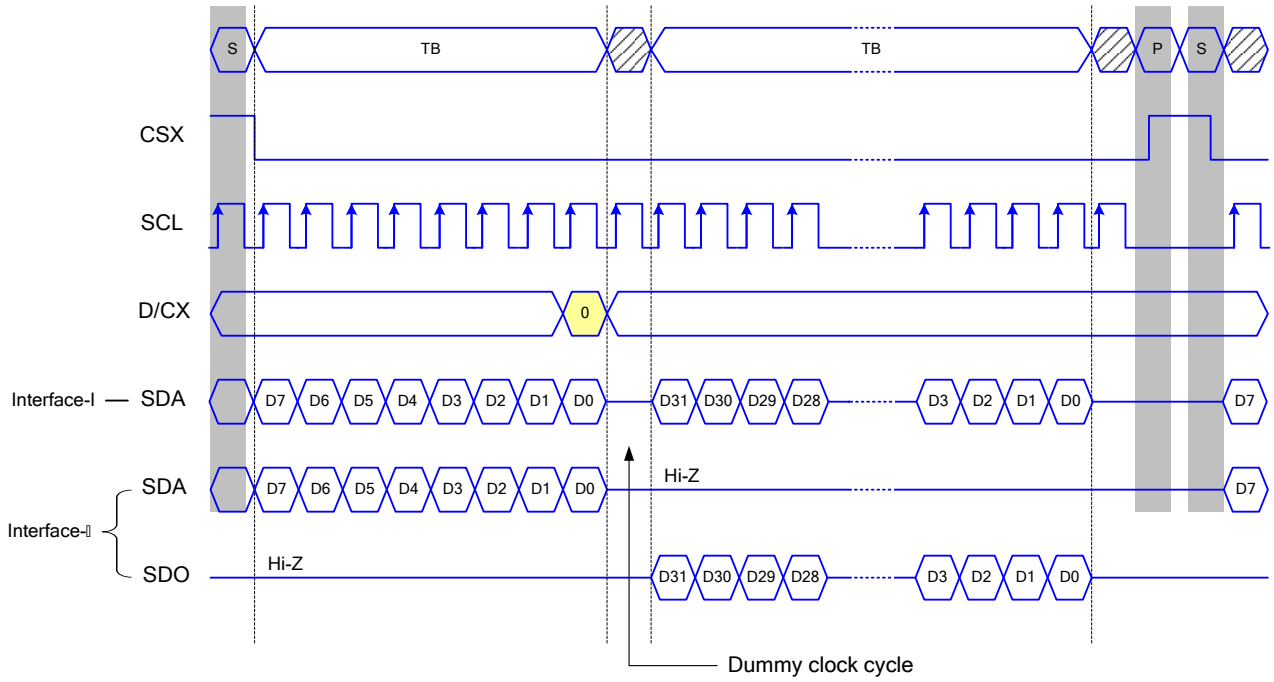 S TB TB P S
CSX
SCL
D/CX 0
Interface-I SDA D7 D6 D5 D4 D3 D2 D1 D0 D31 D30 D29 D28 D3 D2 D1 D0 D7
SDA D7 D6 D5 D4 D3 D2 D1 D0 Hi-Z D7
Interface-▯
SDO Hi-Z D31 D30 D29 D28 D3 D2 D1 D0
Dummy clock cycle